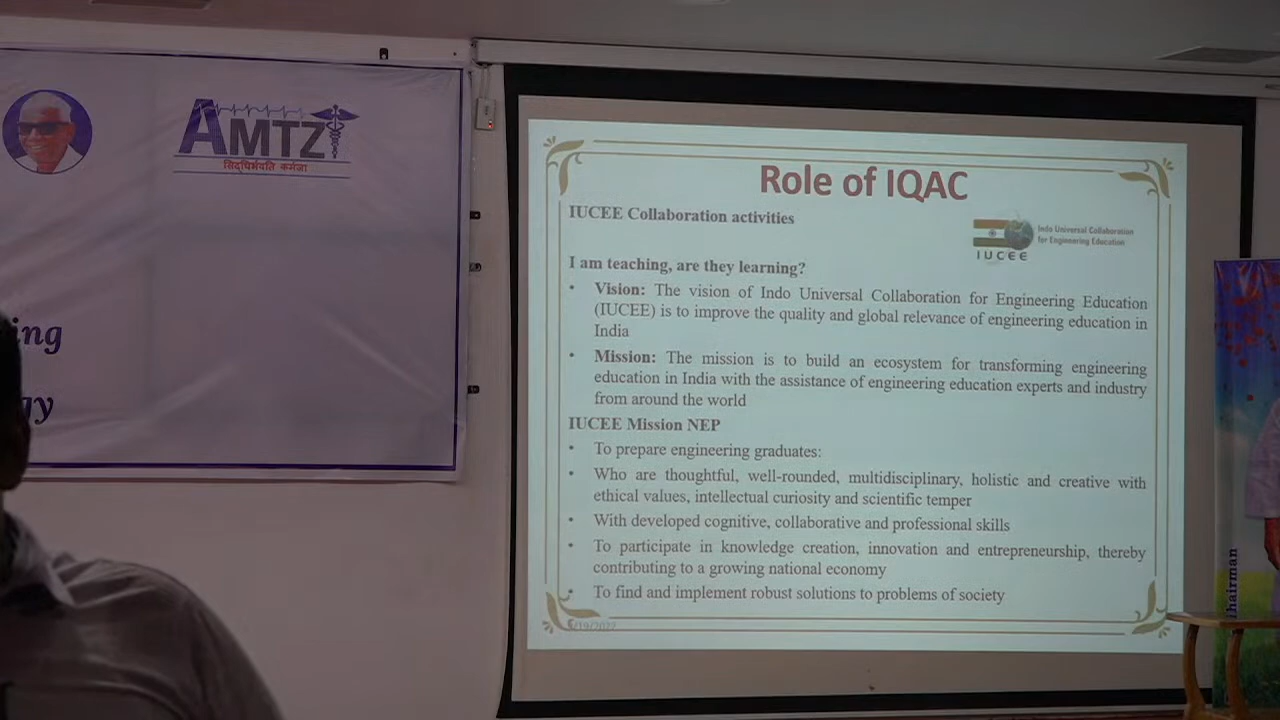 AMTZ
सिद्धिर्भवति कर्मजा
ing
gy
Role of IQAC
IUCEE Collaboration activities
Indo Universal Collaboration
for Engineering Education
IUCEE
I am teaching, are they learning?
• Vision: The vision of Indo Universal Collaboration for Engineering Education
(IUCEE) is to improve the quality and global relevance of engineering education in
India
• Mission: The mission is to build an ecosystem for transforming engineering
education in India with the assistance of engineering education experts and industry
from around the world
IUCEE Mission NEP
• To prepare engineering graduates:
• Who are thoughtful, well-rounded, multidisciplinary, holistic and creative with
ethical values, intellectual curiosity and scientific temper
• With developed cognitive, collaborative and professional skills
• To participate in knowledge creation, innovation and entrepreneurship, thereby
contributing to a growing national economy
• To find and implement robust solutions to problems of society
/19/2022
hairman